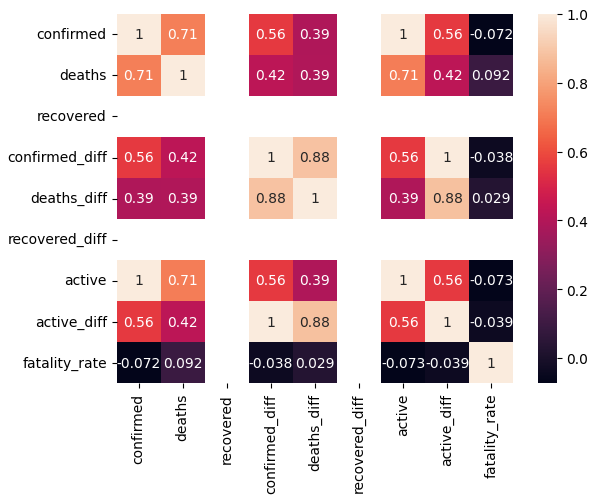 confirmed 1 0.71 0.56 0.39 1 0.56 -0.072
deaths 0.71 1 0.42 0.39 0.71 0.42 0.092
recovered
confirmed_diff 0.56 0.42 1 0.88 0.56 1 -0.038
deaths_diff 0.39 0.39 0.88 1 0.39 0.88 0.029
recovered_diff
active 1 0.71 0.56 0.39 1 0.56 -0.073
active_diff 0.56 0.42 1 0.88 0.56 1 -0.039
fatality_rate -0.072 0.092 -0.038 0.029 -0.073 -0.039 1
confirmed
deaths
recovered
confirmed_diff
deaths_diff
recovered_diff
active
active_diff
fatality_rate
1.0
0.8
0.6
0.4
0.2
0.0